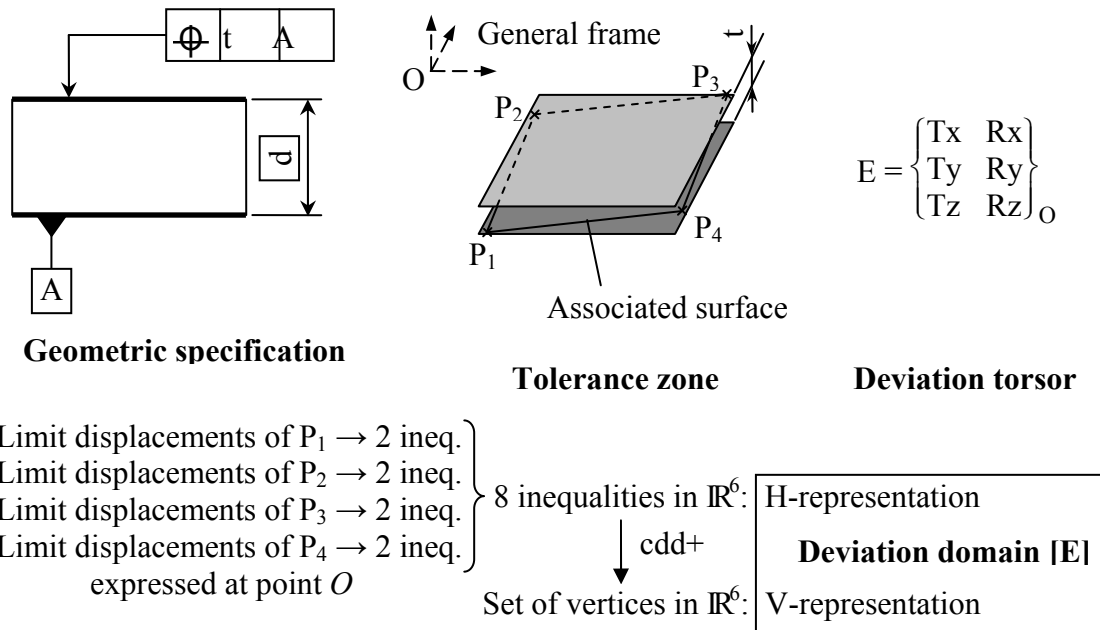 ⌖ t A
d
A
Geometric specification
O
General frame
t
P₃
P₂
P₁
P₄
Associated surface
Tolerance zone
E = {Tx Rx
Ty Ry
Tz Rz}O
Deviation torsor
Limit displacements of P₁ → 2 ineq.
Limit displacements of P₂ → 2 ineq.
Limit displacements of P₃ → 2 ineq.
Limit displacements of P₄ → 2 ineq.
expressed at point O
8 inequalities in ℝ⁶: H-representation
cdd+
Deviation domain [E]
Set of vertices in ℝ⁶: V-representation